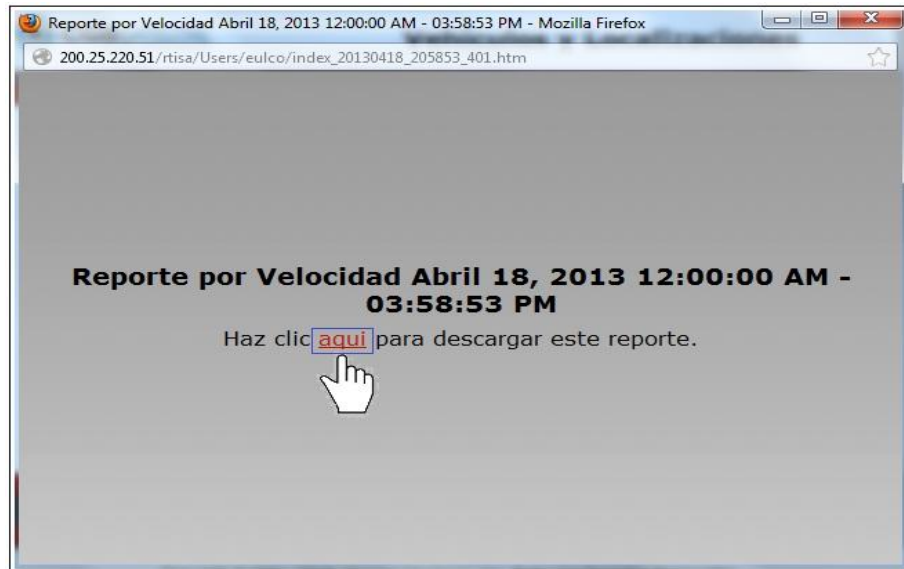 Reporte por Velocidad Abril 18, 2013 12:00:00 AM - 03:58:53 PM - Mozilla Firefox
200.25.220.51/rtisa/Users/eulco/index_20130418_205853_401.htm
Reporte por Velocidad Abril 18, 2013 12:00:00 AM -
03:58:53 PM
Haz clic aqui para descargar este reporte.